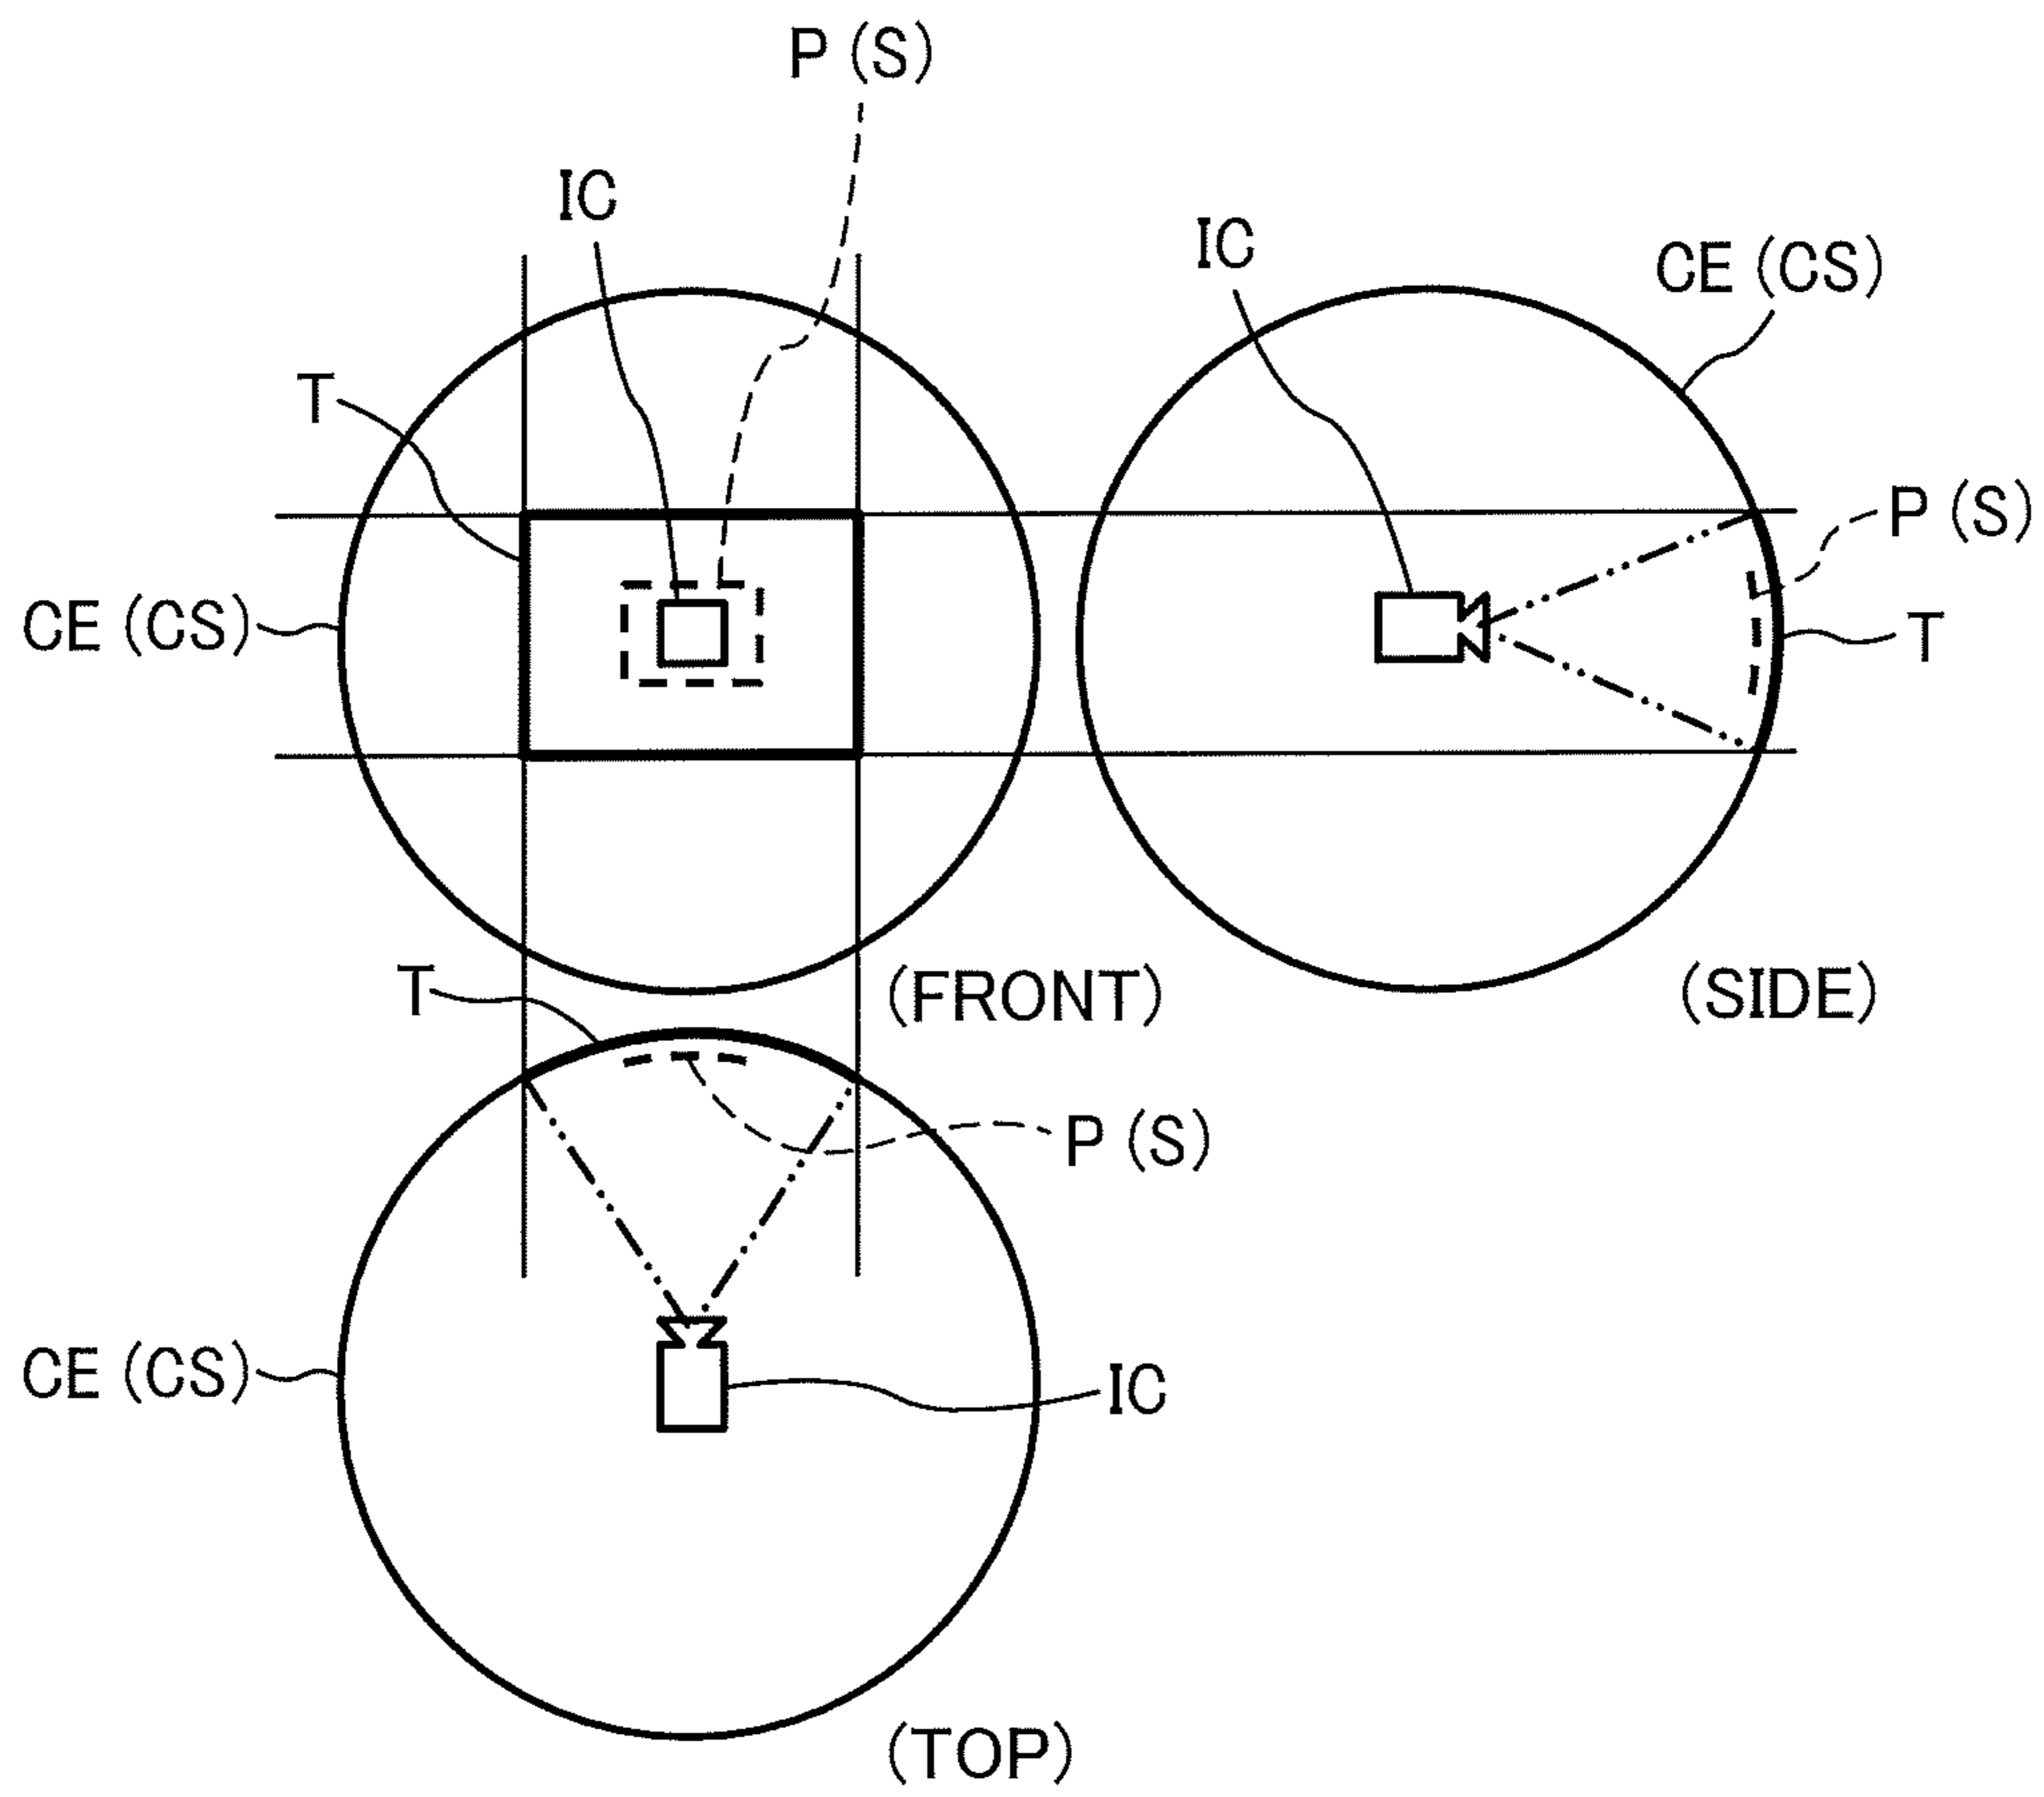 P (S)
IC
IC
CE (CS)
T
P (S)
CE (CS)
T
T
(FRONT)
(SIDE)
P (S)
CE (CS)
IC
(TOP)